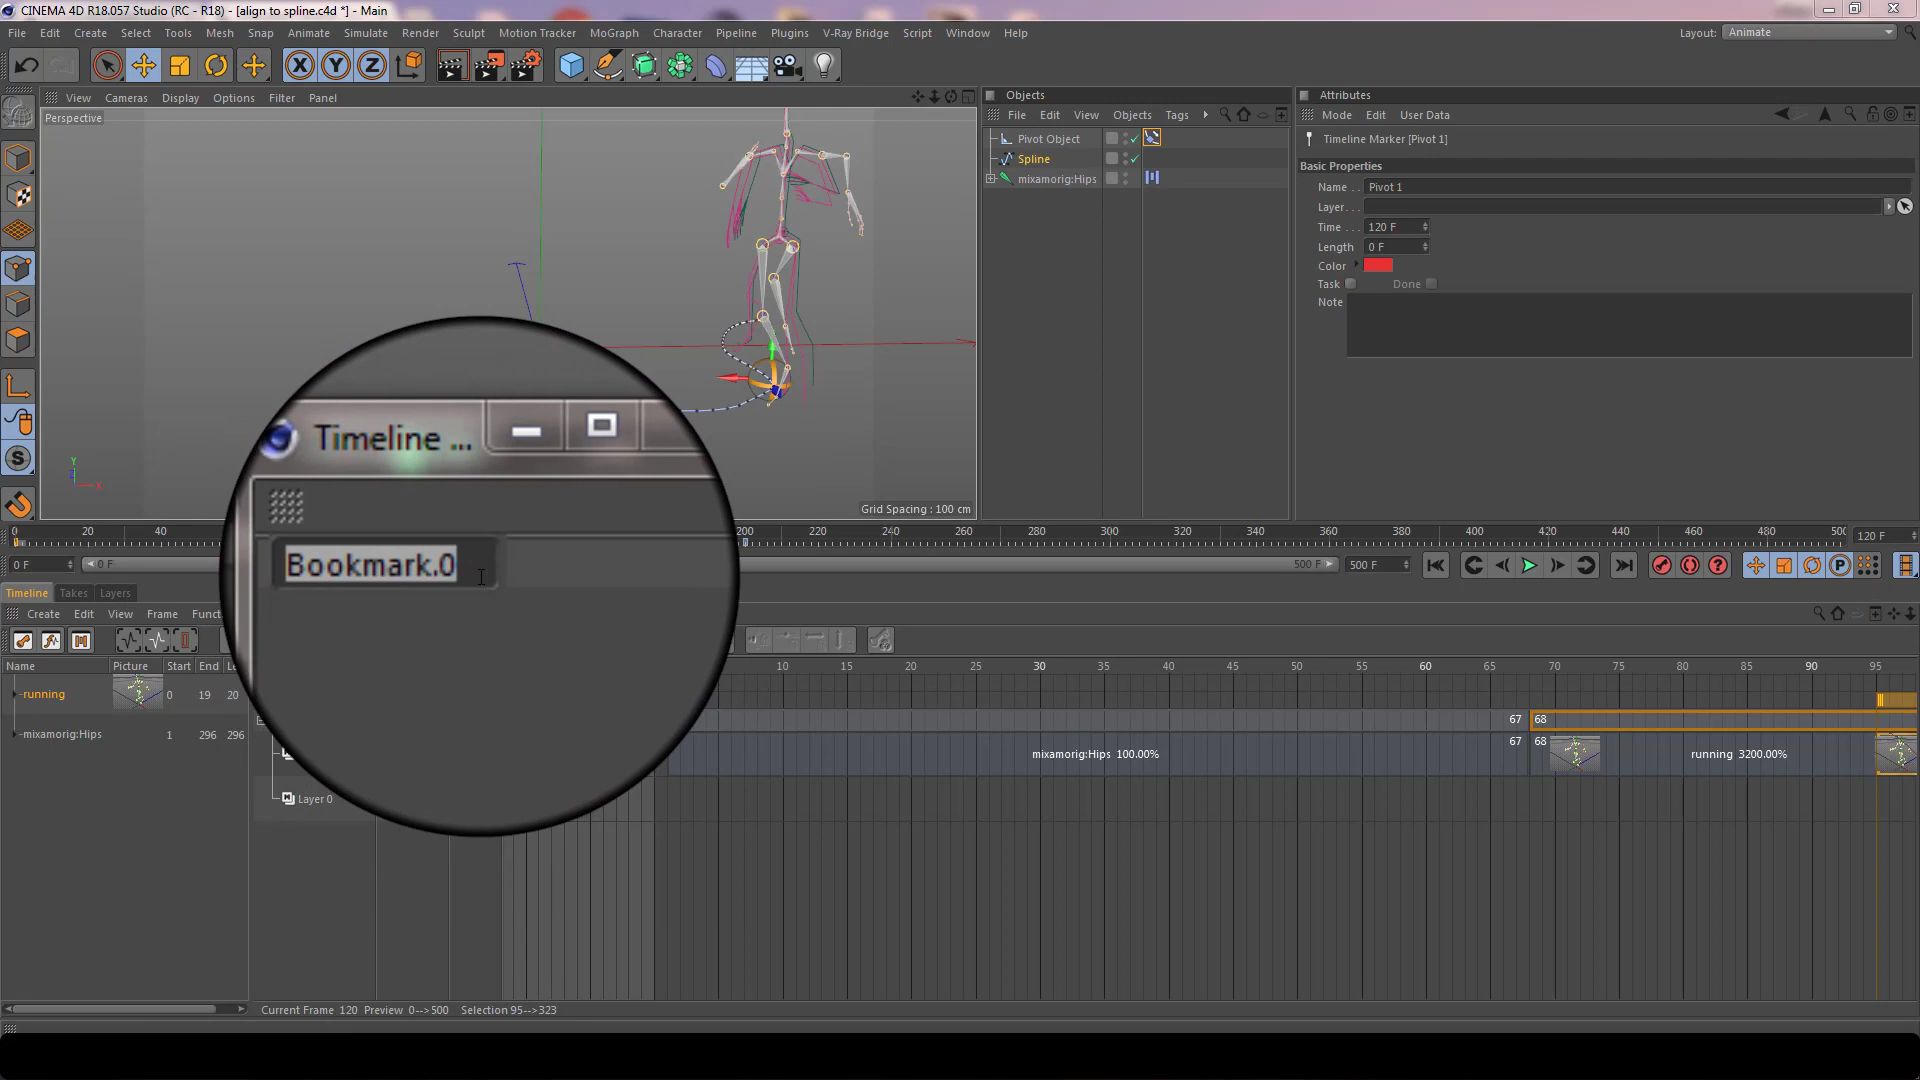 CINEMA 4D R18.057 Studio (RC - R18) - [align to spline.c4d *] - Main
File Edit Create Select Tools Mesh Snap Animate Simulate Render Sculpt Motion Tracker MoGraph Character Pipeline Plugins V-Ray Bridge Script Window Help
Layout: Animate
X Y Z
View Cameras Display Options Filter Panel
Perspective
Y
X
Grid Spacing : 100 cm
Objects
File Edit View Objects Tags
Pivot Object
Spline
mixamorig:Hips
Attributes
Mode Edit User Data
Timeline Marker [Pivot 1]
Basic Properties
Name . . Pivot 1
Layer. . .
Time . . . 120 F
Length 0 F
Color
Task Done
Note
Timeline ...
Bookmark.0
0 20 40 200 220 240 260 280 300 320 340 360 380 400 420 440 460 480 500
120 F
0 F 0 F 500 F 500 F
Timeline Takes Layers
Create Edit View Frame Funct
Name Picture Start End
running 0 19 20
mixamorig:Hips 1 296 296
10 15 20 25 30 35 40 45 50 55 60 65 70 75 80 85 90 95
67 68
mixamorig:Hips 100.00% 67 68 running 3200.00%
Layer 0
Current Frame 120 Preview 0-->500 Selection 95-->323